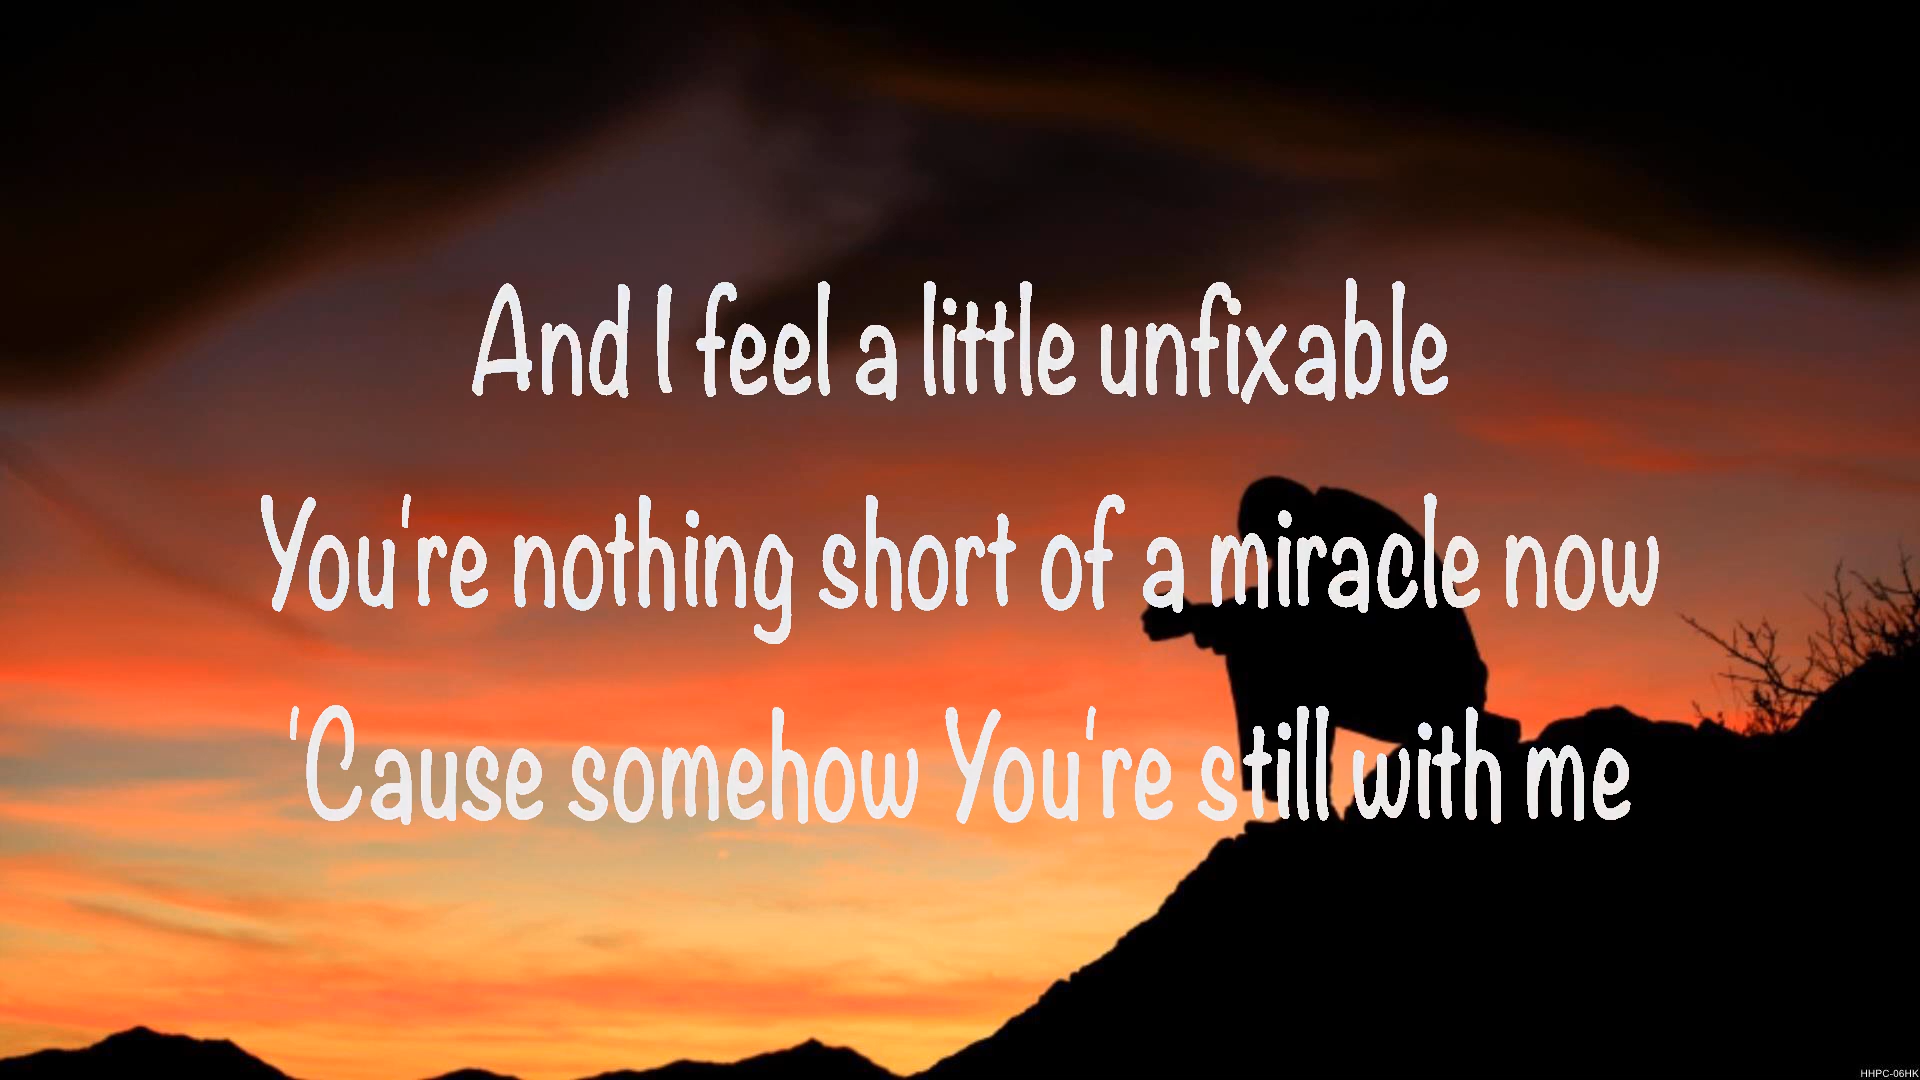 And I feel a little unfixable
You're nothing short of a miracle now
'Cause somehow You're still with me
HHPC-06HK